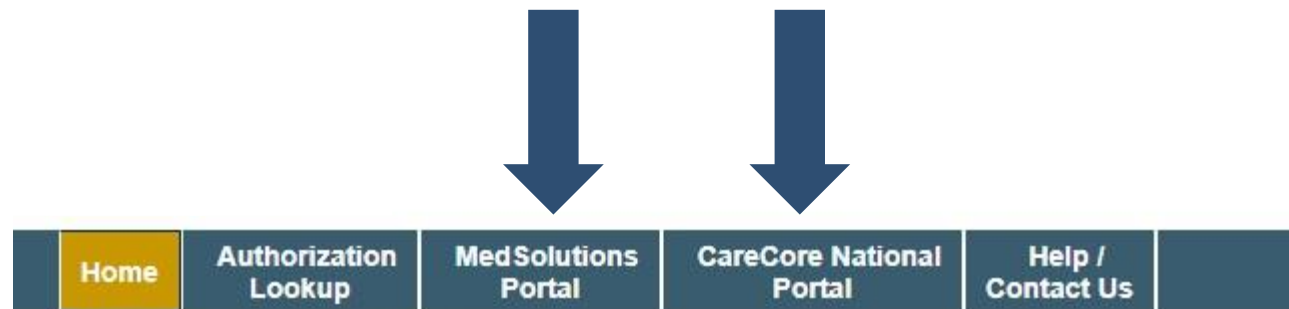 Home
Authorization
Lookup
MedSolutions
Portal
CareCore National
Portal
Help /
Contact Us